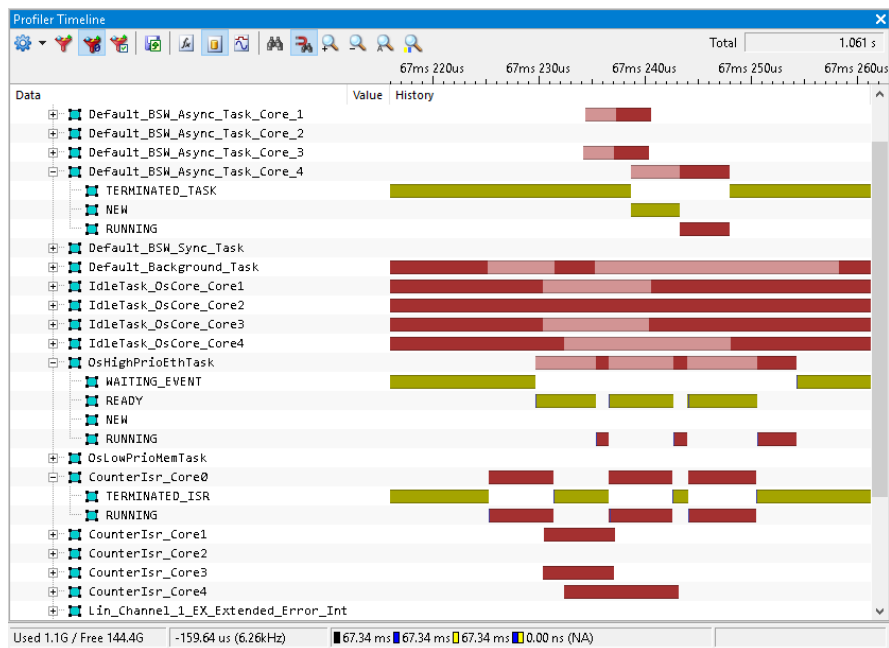 Profiler Timeline
Total 1.061 s
67ms 220us 67ms 230us 67ms 240us 67ms 250us 67ms 260us
Data Value History
Default_BSW_Async_Task_Core_1
Default_BSW_Async_Task_Core_2
Default_BSW_Async_Task_Core_3
Default_BSW_Async_Task_Core_4
TERMINATED_TASK
NEW
RUNNING
Default_BSW_Sync_Task
Default_Background_Task
IdleTask_OsCore_Core1
IdleTask_OsCore_Core2
IdleTask_OsCore_Core3
IdleTask_OsCore_Core4
OsHighPrioEthTask
WAITING_EVENT
READY
NEW
RUNNING
OsLowPrioMemTask
CounterIsr_Core0
TERMINATED_ISR
RUNNING
CounterIsr_Core1
CounterIsr_Core2
CounterIsr_Core3
CounterIsr_Core4
Lin_Channel_1_EX_Extended_Error_Int
Used 1.1G / Free 144.4G -159.64 us (6.26kHz) 67.34 ms 67.34 ms 67.34 ms 0.00 ns (NA)